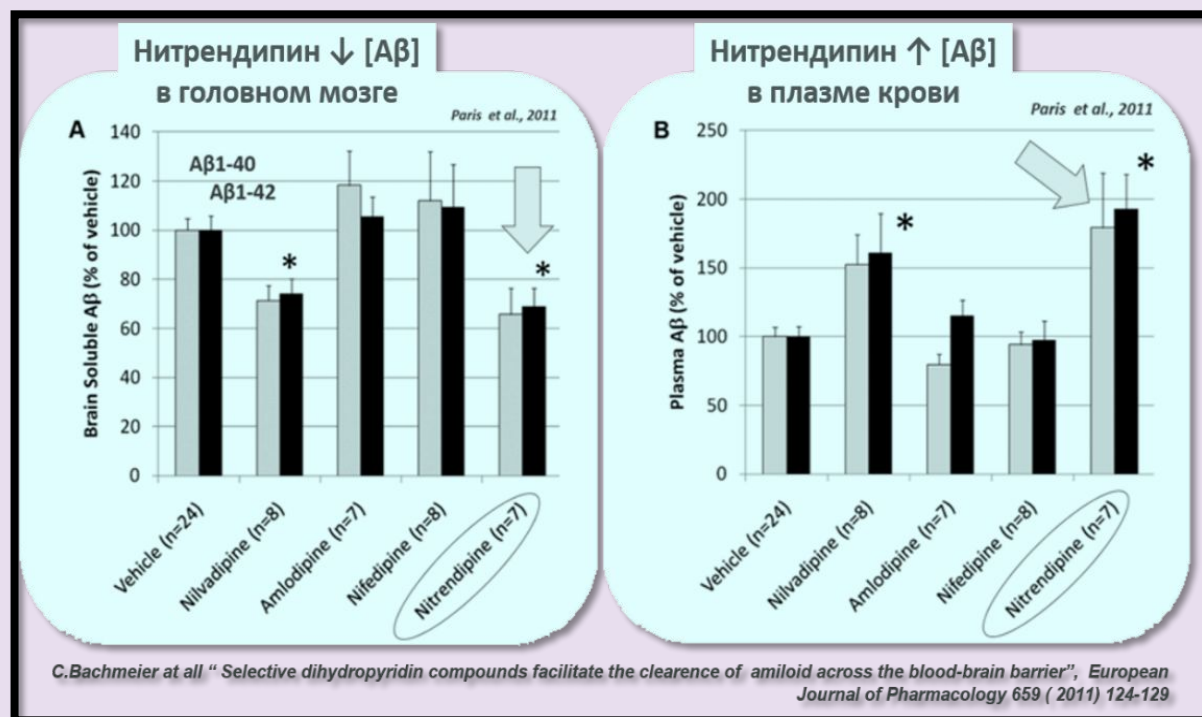 Нитрендипин ↓ [Aβ]
в головном мозге
Paris et al., 2011
A
140
120
100
80
60
40
20
0
Brain Soluble Aβ (% of vehicle)
Aβ1-40
Aβ1-42
*
*
Vehicle (n=24)
Nilvadipine (n=8)
Amlodipine (n=7)
Nifedipine (n=8)
Nitrendipine (n=7)
Нитрендипин ↑ [Aβ]
в плазме крови
Paris et al., 2011
B
250
200
150
100
50
0
Plasma Aβ (% of vehicle)
*
*
Vehicle (n=24)
Nilvadipine (n=8)
Amlodipine (n=7)
Nifedipine (n=8)
Nitrendipine (n=7)
C.Bachmeier at all “ Selective dihydropyridin compounds facilitate the clearence of amiloid across the blood-brain barrier”, European
Journal of Pharmacology 659 ( 2011) 124-129